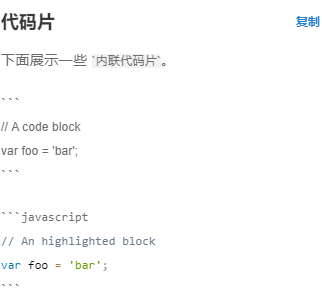 代码片 复制
下面展示一些 `内联代码片`。
```
// A code block
var foo = 'bar';
```
```javascript
// An highlighted block
var foo = 'bar';
```